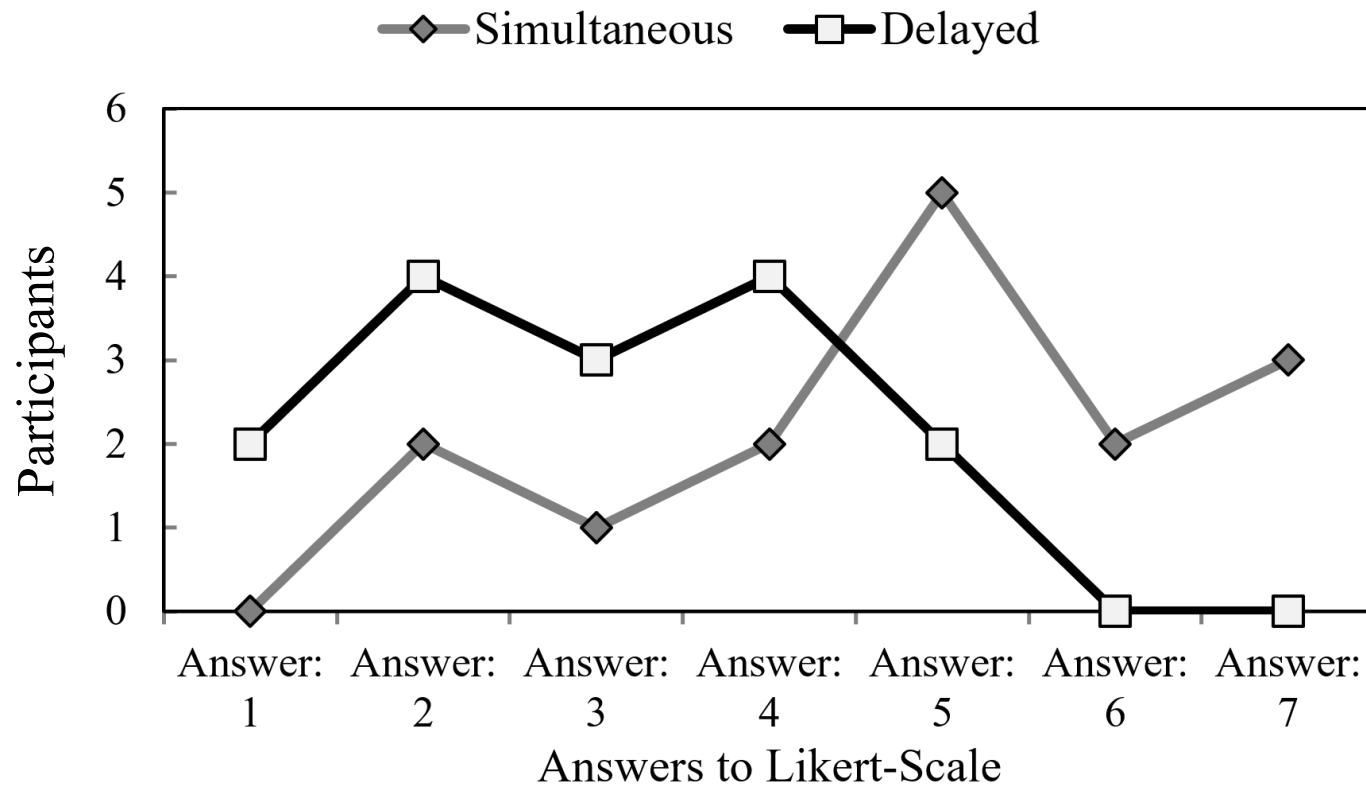 Simultaneous Delayed
6
5
4
3
2
1
0
Participants
Answer: Answer: Answer: Answer: Answer: Answer: Answer:
1 2 3 4 5 6 7
Answers to Likert-Scale